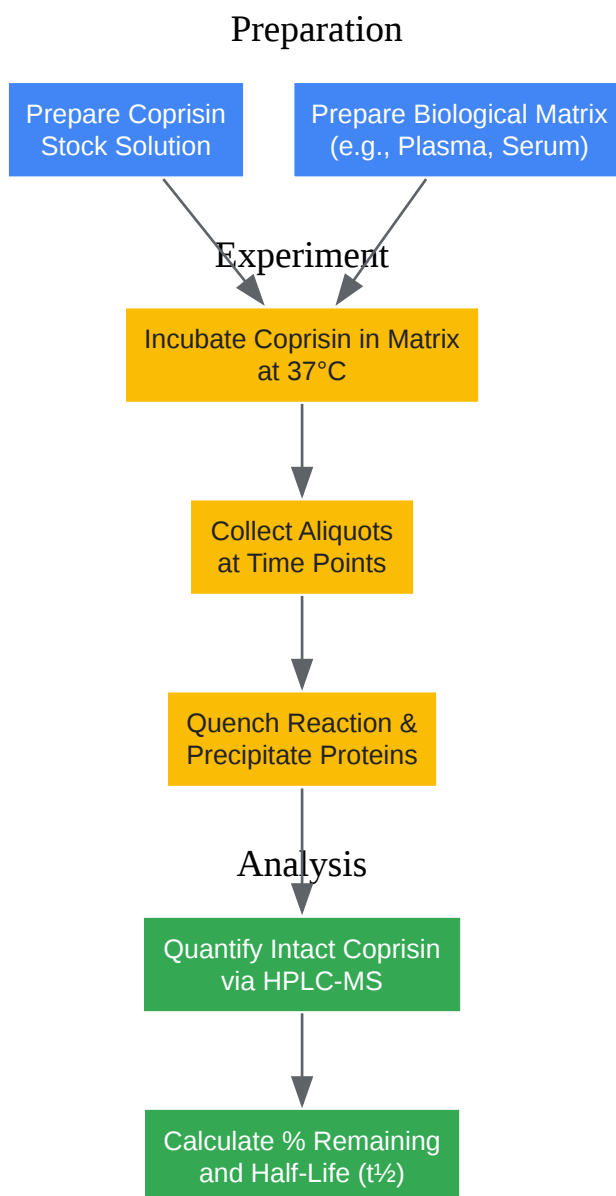 Preparation
Prepare Coprisin
Stock Solution
Prepare Biological Matrix
(e.g., Plasma, Serum)
Experiment
Incubate Coprisin in Matrix
at 37°C
Collect Aliquots
at Time Points
Quench Reaction &
Precipitate Proteins
Analysis
Quantify Intact Coprisin
via HPLC-MS
Calculate % Remaining
and Half-Life (t½)